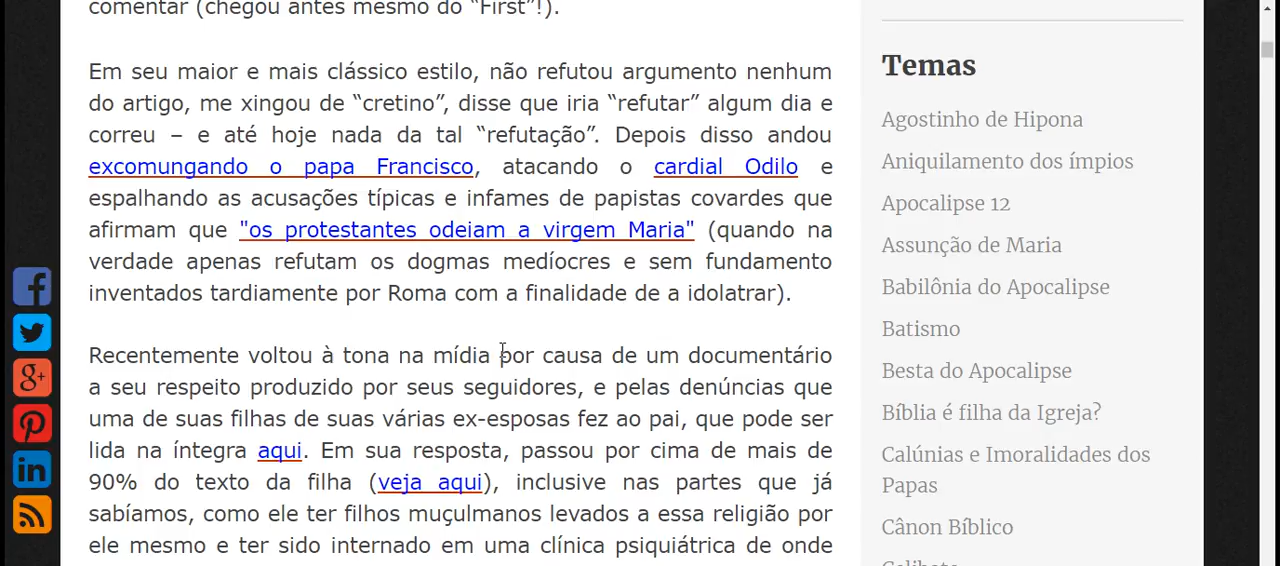 comentar (chegou antes mesmo do “First”!).
Em seu maior e mais clássico estilo, não refutou argumento nenhum
do artigo, me xingou de “cretino”, disse que iria “refutar” algum dia e
correu – e até hoje nada da tal “refutação”. Depois disso andou
excomungando o papa Francisco, atacando o cardial Odilo e
espalhando as acusações típicas e infames de papistas covardes que
afirmam que "os protestantes odeiam a virgem Maria" (quando na
verdade apenas refutam os dogmas medíocres e sem fundamento
inventados tardiamente por Roma com a finalidade de a idolatrar).
Recentemente voltou à tona na mídia por causa de um documentário
a seu respeito produzido por seus seguidores, e pelas denúncias que
uma de suas filhas de suas várias ex-esposas fez ao pai, que pode ser
lida na íntegra aqui. Em sua resposta, passou por cima de mais de
90% do texto da filha (veja aqui), inclusive nas partes que já
sabíamos, como ele ter filhos muçulmanos levados a essa religião por
ele mesmo e ter sido internado em uma clínica psiquiátrica de onde
Temas
Agostinho de Hipona
Aniquilamento dos ímpios
Apocalipse 12
Assunção de Maria
Babilônia do Apocalipse
Batismo
Besta do Apocalipse
Bíblia é filha da Igreja?
Calúnias e Imoralidades dos
Papas
Cânon Bíblico